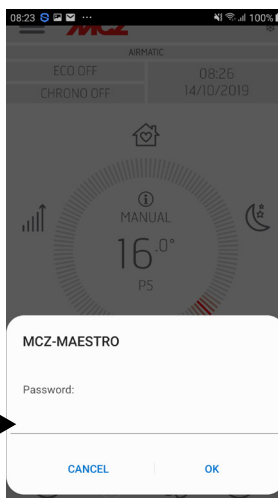 08:23 100%
MCZ
AIRMATIC
ECO OFF 08:26
CHRONO OFF 14/10/2019
MANUAL
16.0°
P5
MCZ-MAESTRO
Password:
CANCEL OK